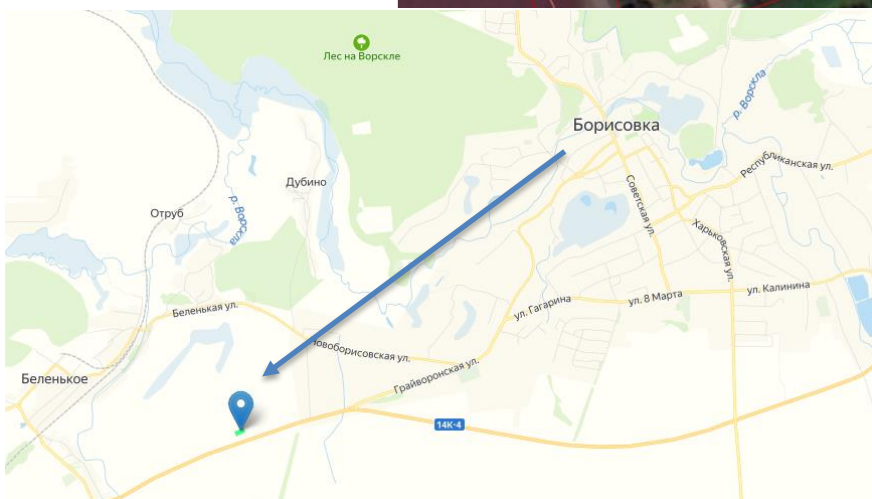 Лес на Ворскле
Борисовка
р. Ворскла
Республиканская ул.
Дубино
Советская ул.
Отруб
р. Ворскла
Харьковская ул.
ул. Калинина
ул. 8 Марта
ул. Гагарина
Беленькая ул.
Новоборисовская ул.
Беленькое
Грайворонская ул.
14К-4